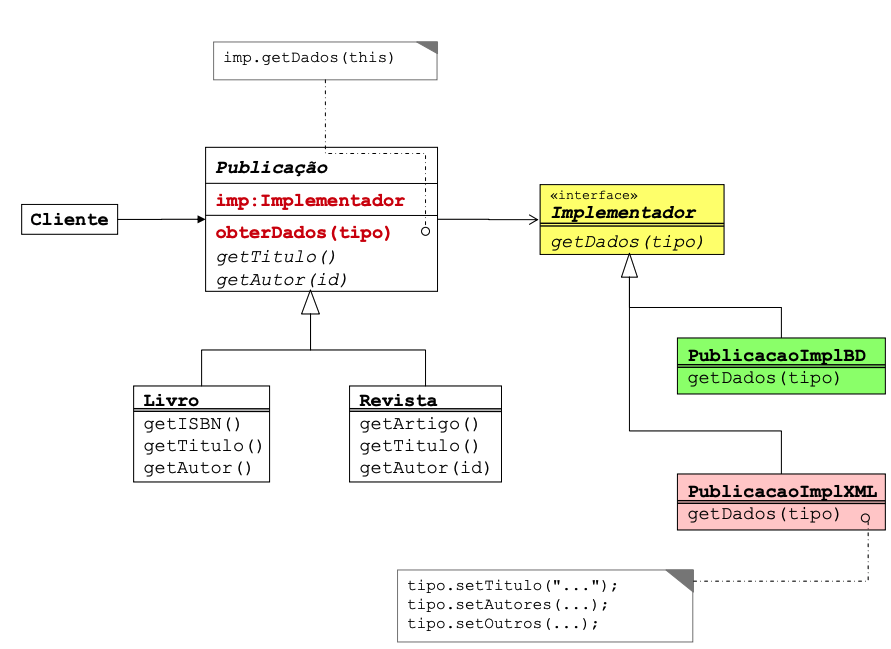 imp.getDados(this)
Publicação
imp:Implementador
obterDados(tipo)
getTitulo()
getAutor(id)
Cliente
«interface»
Implementador
getDados(tipo)
PublicacaoImplBD
getDados(tipo)
Livro
getISBN()
getTitulo()
getAutor()
Revista
getArtigo()
getTitulo()
getAutor(id)
PublicacaoImplXML
getDados(tipo)
tipo.setTitulo("...");
tipo.setAutores(...);
tipo.setOutros(...);